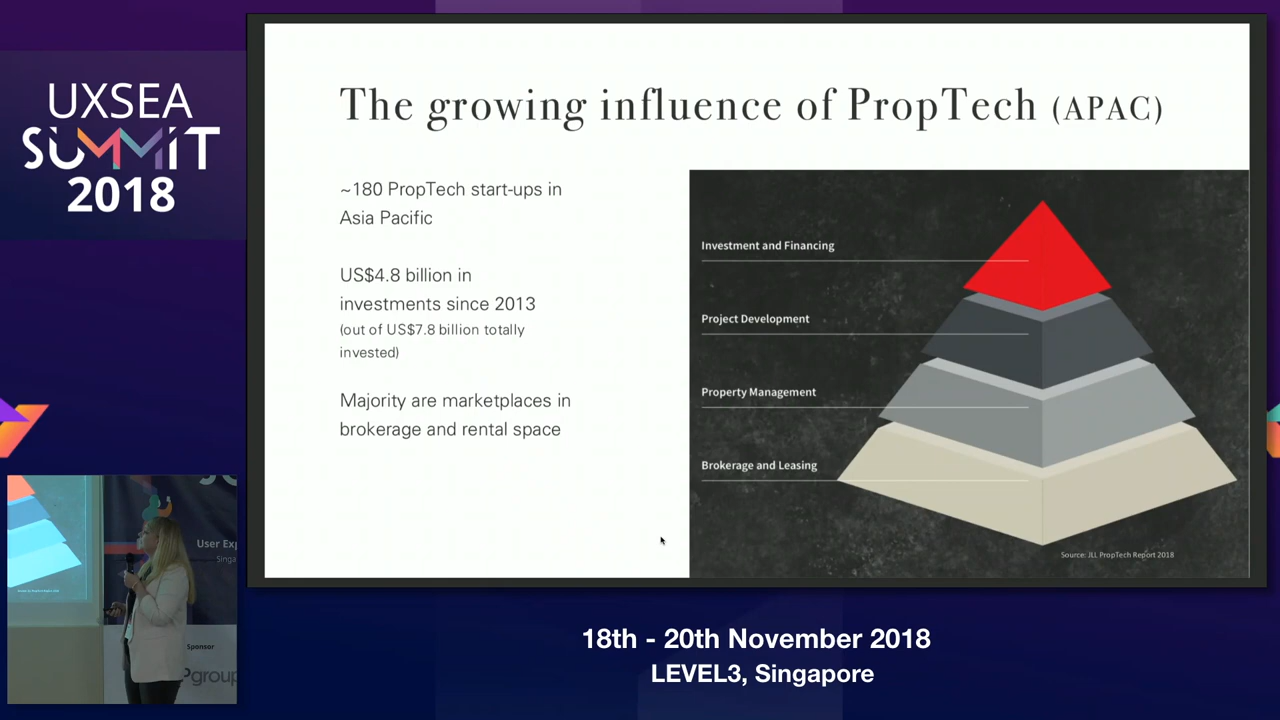 UXSEA
SUMMIT
2018
The growing influence of PropTech (APAC)
~180 PropTech start-ups in
Asia Pacific
US$4.8 billion in
investments since 2013
(out of US$7.8 billion totally
invested)
Majority are marketplaces in
brokerage and rental space
Investment and Financing
Project Development
Property Management
Brokerage and Leasing
Source: JLL PropTech Report 2018
User Exp
Singa
Sponsor
group
18th - 20th November 2018
LEVEL3, Singapore